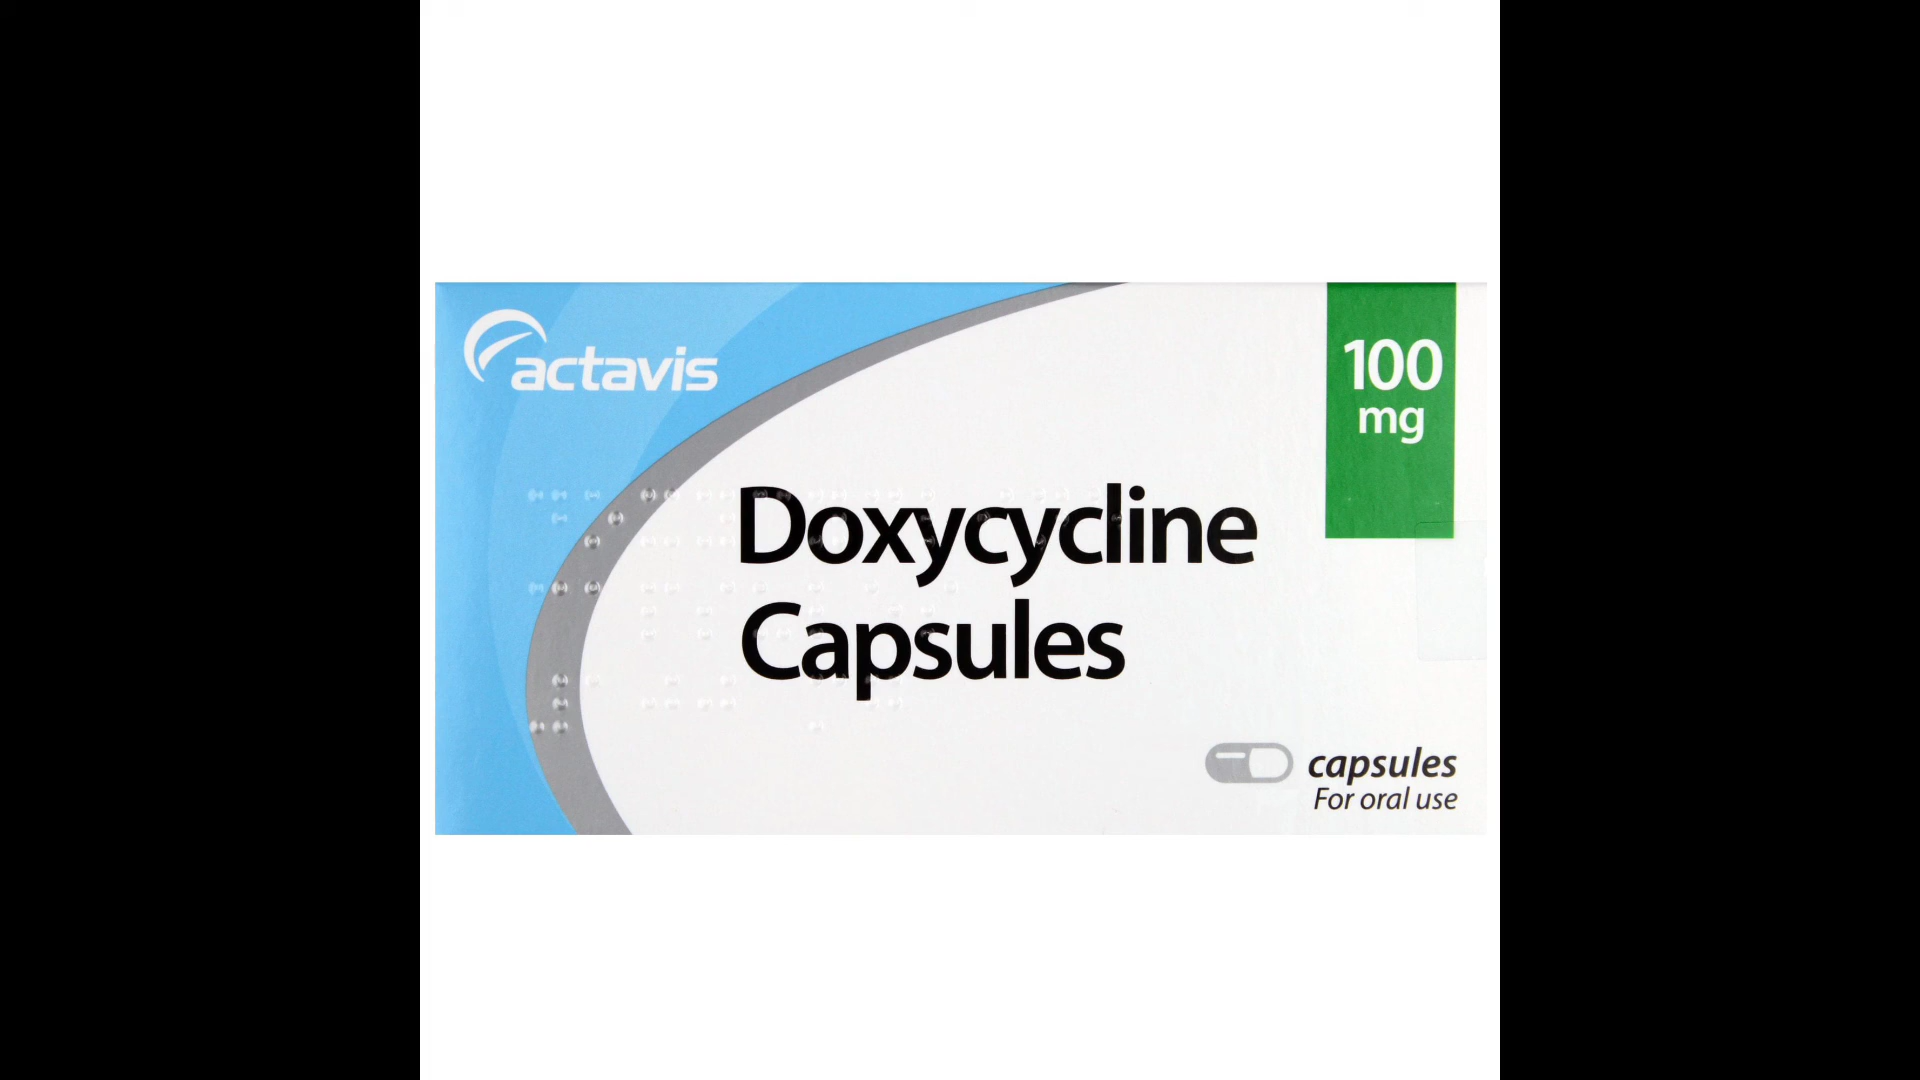 actavis
100
mg
Doxycycline
Capsules
capsules
For oral use